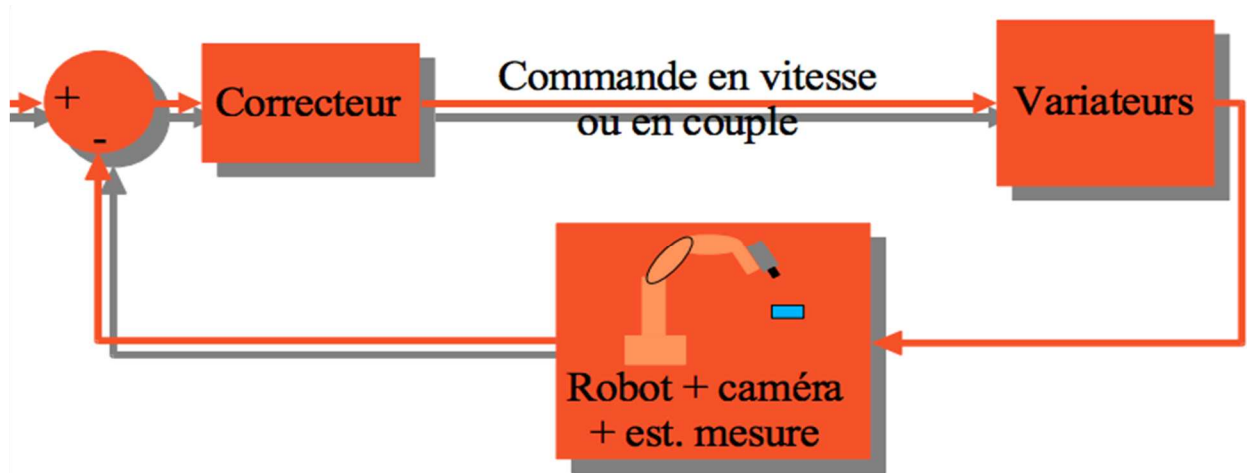 +
-
Correcteur
Commande en vitesse
ou en couple
Variateurs
Robot + caméra
+ est. mesure